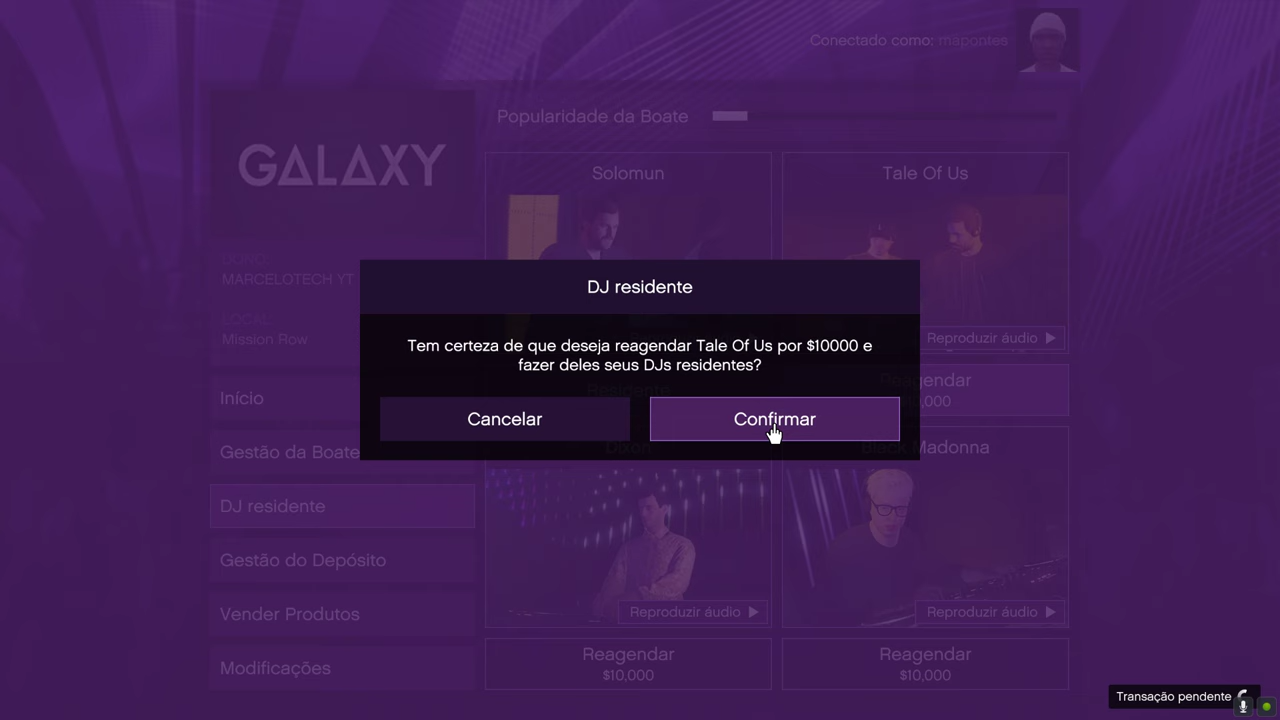 Conectado como: mapontes
GALAXY
Popularidade da Boate
Solomun
Tale Of Us
DONO:
MARCELOTECH YT
LOCAL:
Mission Row
Início
Gestão da Boate
DJ residente
Gestão do Depósito
Vender Produtos
Modificações
DJ residente
Tem certeza de que deseja reagendar Tale Of Us por $10000 e
fazer deles seus DJs residentes?
Cancelar
Confirmar
Reproduzir áudio
Residente
Reagendar
Dixon
Black Madonna
Reproduzir áudio
Reproduzir áudio
Reagendar
$10,000
Reagendar
$10,000
Transação pendente